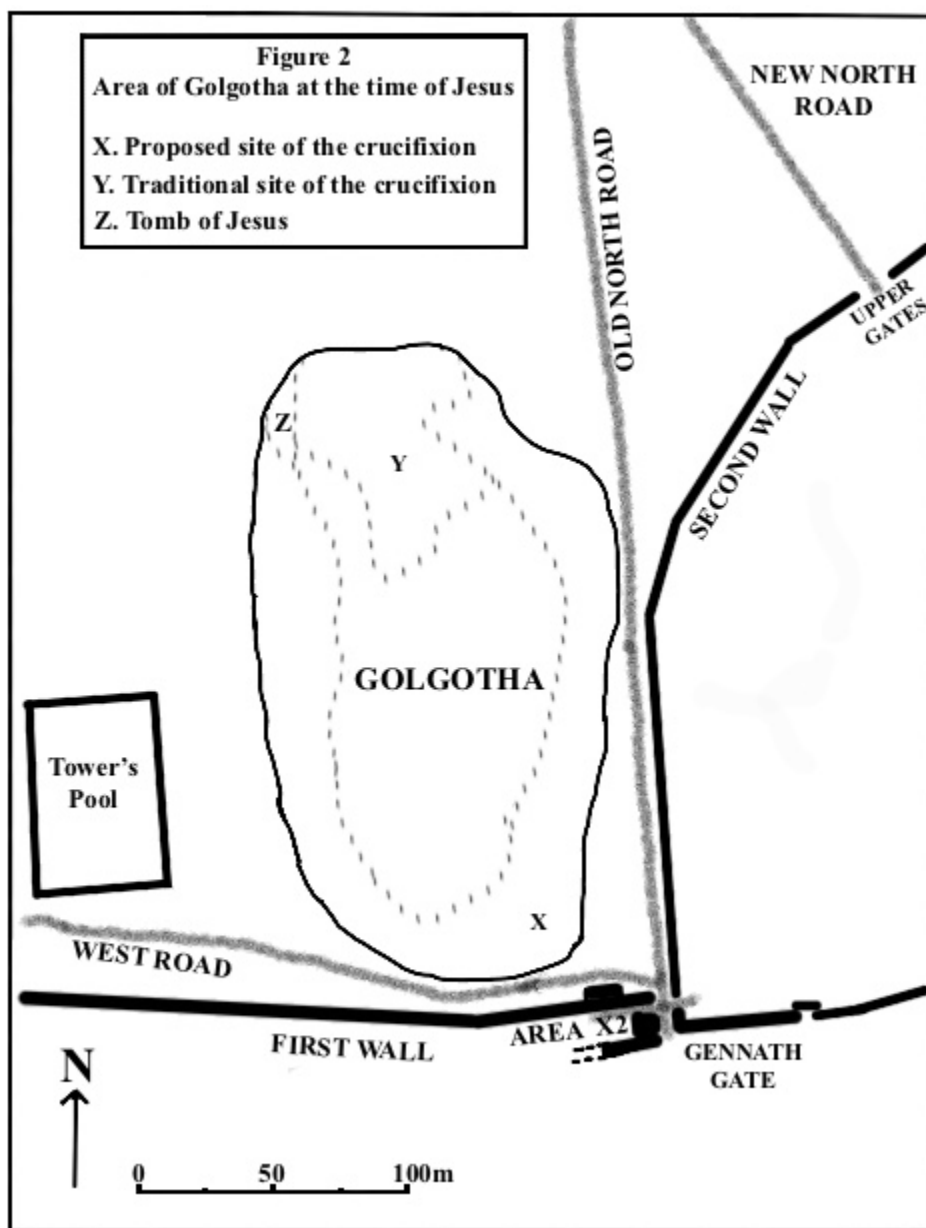 Figure 2
Area of Golgotha at the time of Jesus
X. Proposed site of the crucifixion
Y. Traditional site of the crucifixion
Z. Tomb of Jesus
NEW NORTH
ROAD
OLD NORTH ROAD
UPPER
GATES
SECOND WALL
Z
Y
GOLGOTHA
Tower's
Pool
X
WEST ROAD
FIRST WALL
AREA X2
GENNATH
GATE
N
0 50 100m